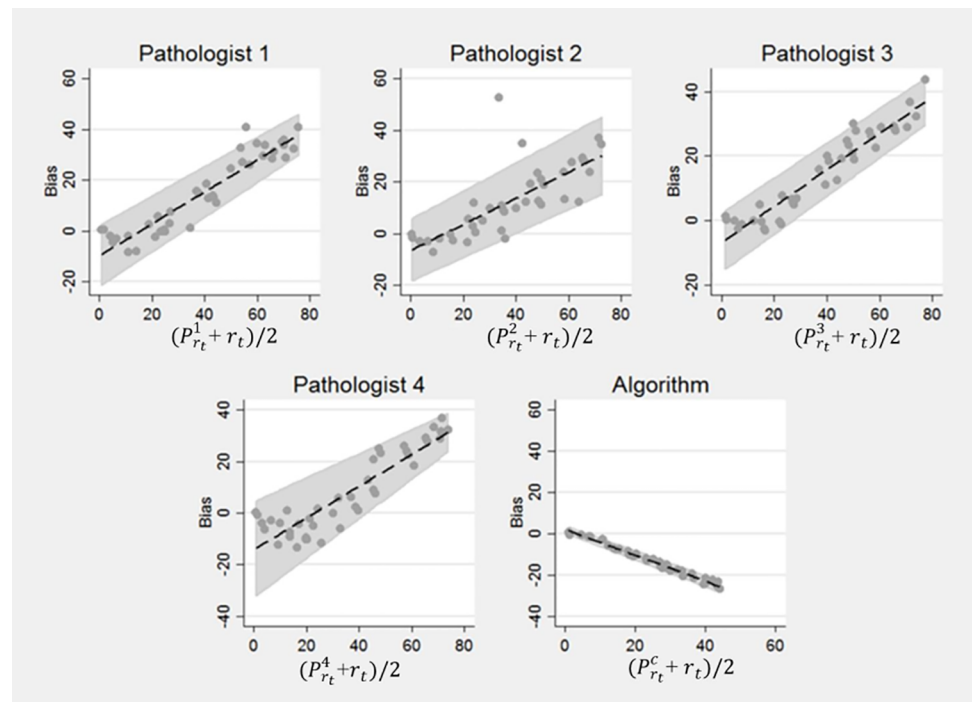 Pathologist 1
60
40
20
0
-20
Bias
0 20 40 60 80
(P¹ᵣₜ + rₜ)/2
Pathologist 2
60
40
20
0
-20
Bias
0 20 40 60 80
(P²ᵣₜ + rₜ)/2
Pathologist 3
40
20
0
-20
Bias
0 20 40 60 80
(P³ᵣₜ + rₜ)/2
Pathologist 4
40
20
0
-20
-40
Bias
0 20 40 60 80
(P⁴ᵣₜ +rₜ)/2
Algorithm
60
40
20
0
-20
-40
Bias
0 20 40 60
(Pᶜᵣₜ + rₜ)/2